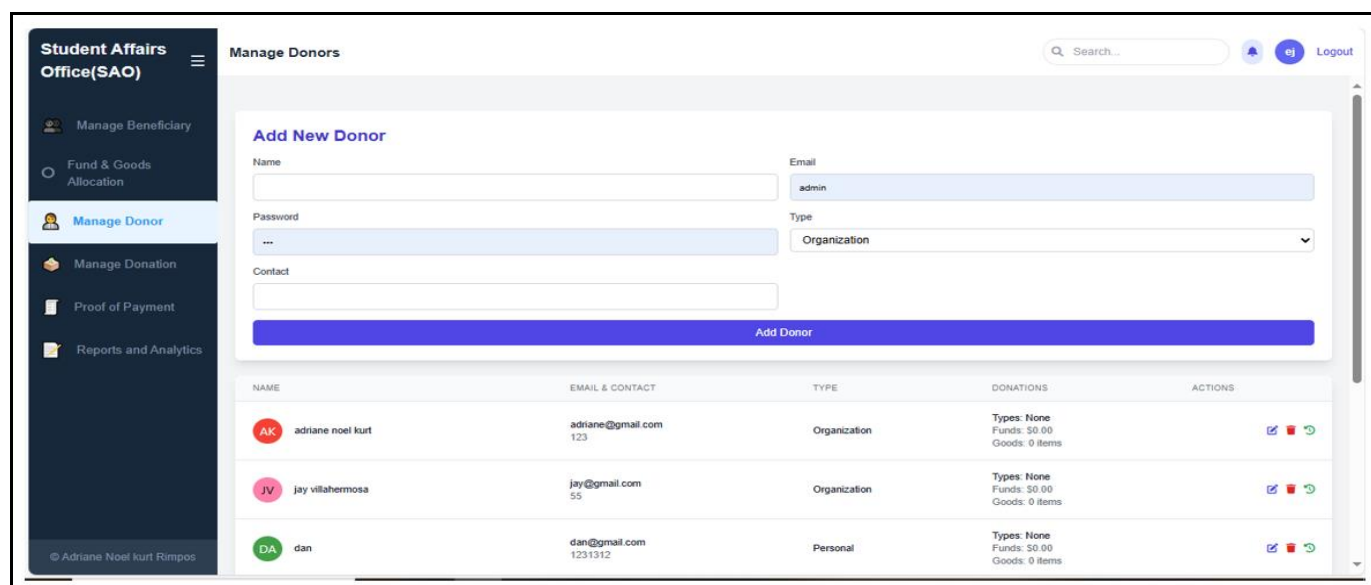 Student Affairs
Office(SAO)
Manage Donors
Search...
ej
Logout
Manage Beneficiary
Fund & Goods
Allocation
Manage Donor
Manage Donation
Proof of Payment
Reports and Analytics
© Adriane Noel kurt Rimpos
Add New Donor
Name
Email
admin
Password
Type
Organization
Contact
Add Donor
NAME EMAIL & CONTACT TYPE DONATIONS ACTIONS
AK adriane noel kurt adriane@gmail.com Organization Types: None
123 Funds: $0.00
Goods: 0 items
JV jay villahermosa jay@gmail.com Organization Types: None
55 Funds: $0.00
Goods: 0 items
DA dan dan@gmail.com Personal Types: None
1231312 Funds: $0.00
Goods: 0 items